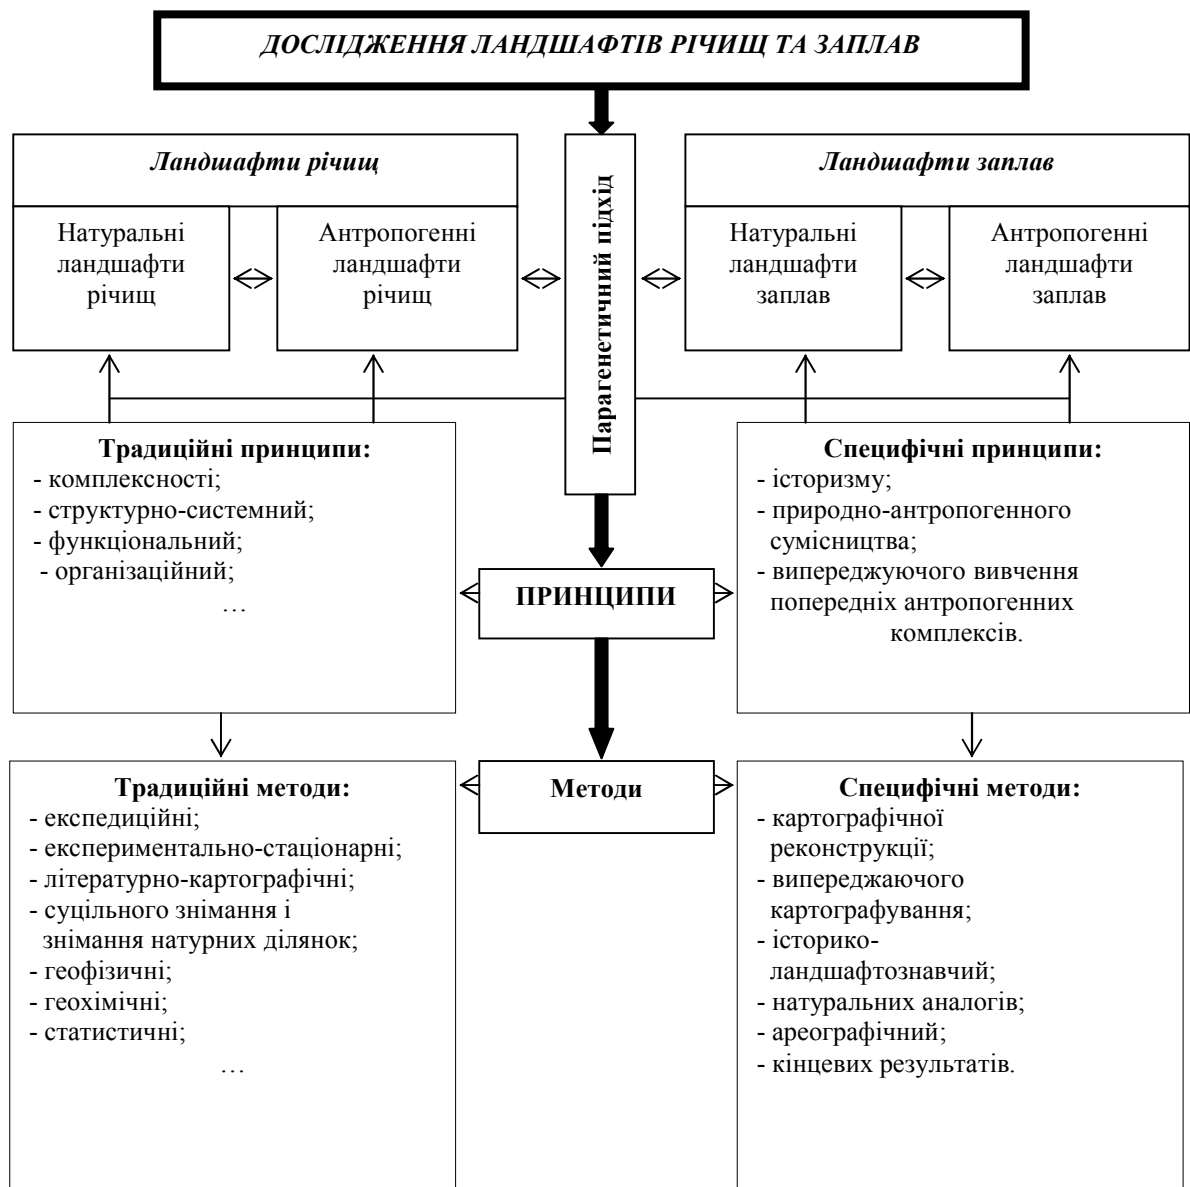 ДОСЛІДЖЕННЯ ЛАНДШАФТІВ РІЧИЩ ТА ЗАПЛАВ
Ландшафти річищ
Натуральні
ландшафти
річищ
Антропогенні
ландшафти
річищ
Парагенетичний підхід
Ландшафти заплав
Натуральні
ландшафти
заплав
Антропогенні
ландшафти
заплав
Традиційні принципи:
- комплексності;
- структурно-системний;
- функціональний;
- організаційний;
…
ПРИНЦИПИ
Специфічні принципи:
- історизму;
- природно-антропогенного
сумісництва;
- випереджуючого вивчення
попередніх антропогенних
комплексів.
Традиційні методи:
- експедиційні;
- експериментально-стаціонарні;
- літературно-картографічні;
- суцільного знімання і
знімання натурних ділянок;
- геофізичні;
- геохімічні;
- статистичні;
…
Методи
Специфічні методи:
- картографічної
реконструкції;
- випереджаючого
картографування;
- історико-
ландшафтознавчий;
- натуральних аналогів;
- ареографічний;
- кінцевих результатів.